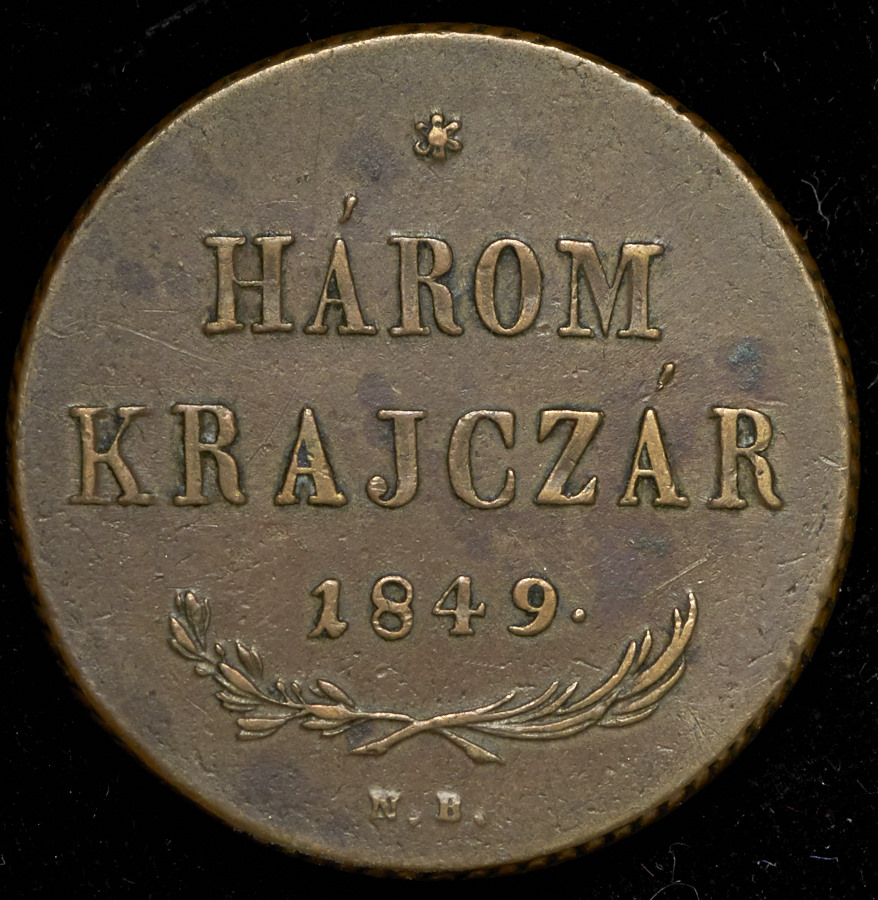 HÁROM
KRAJCZÁR
1849.
N. B.